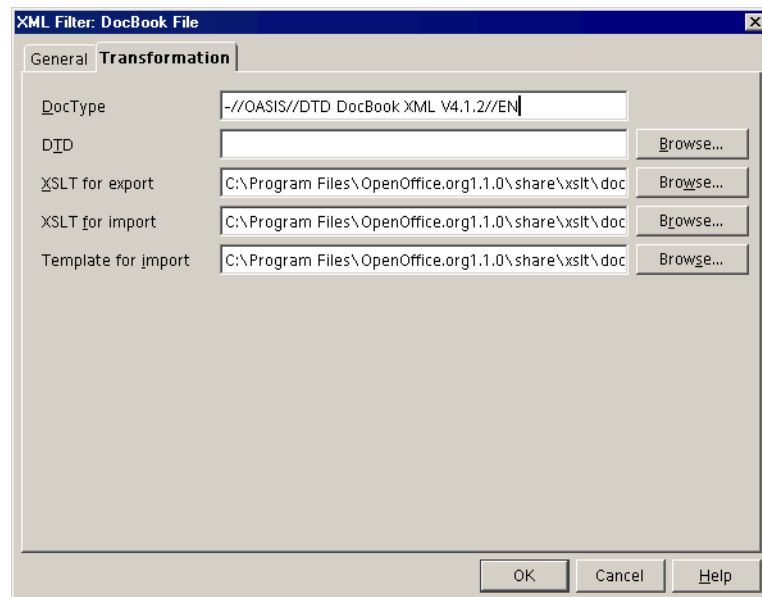 XML Filter: DocBook File
General Transformation
DocType -//OASIS//DTD DocBook XML V4.1.2//EN
DTD Browse...
XSLT for export C:\Program Files\OpenOffice.org1.1.0\share\xslt\doc Browse...
XSLT for import C:\Program Files\OpenOffice.org1.1.0\share\xslt\doc Browse...
Template for import C:\Program Files\OpenOffice.org1.1.0\share\xslt\doc Browse...
OK Cancel Help